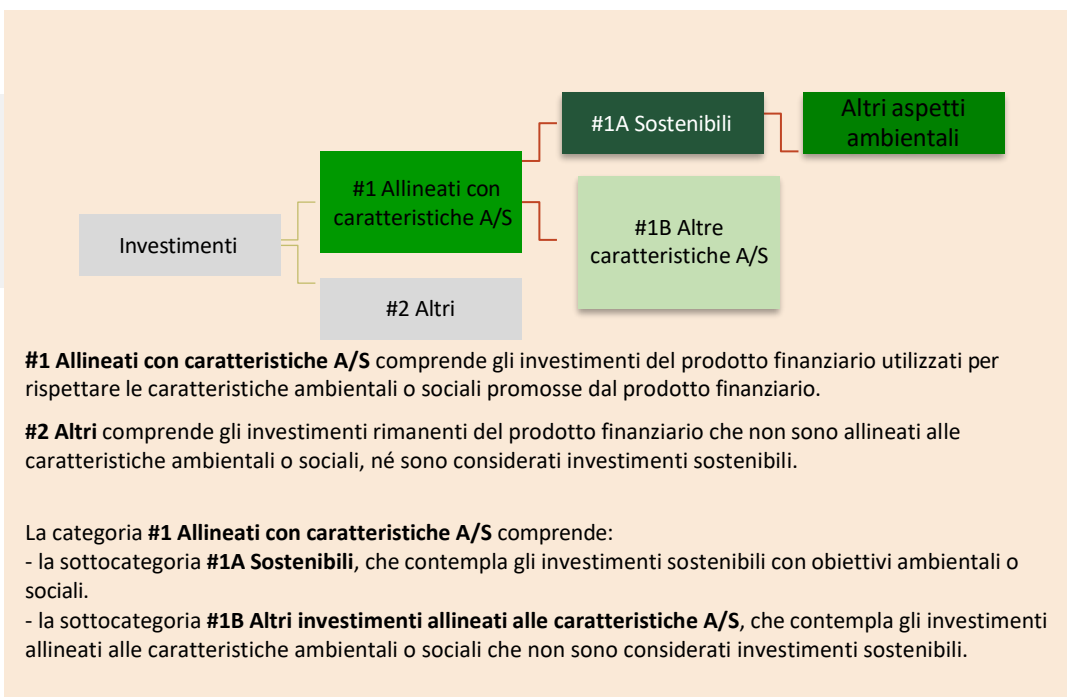 #1A Sostenibili
Altri aspetti
ambientali
#1 Allineati con
caratteristiche A/S
#1B Altre
caratteristiche A/S
Investimenti
#2 Altri
#1 Allineati con caratteristiche A/S comprende gli investimenti del prodotto finanziario utilizzati per
rispettare le caratteristiche ambientali o sociali promosse dal prodotto finanziario.
#2 Altri comprende gli investimenti rimanenti del prodotto finanziario che non sono allineati alle
caratteristiche ambientali o sociali, né sono considerati investimenti sostenibili.
La categoria #1 Allineati con caratteristiche A/S comprende:
- la sottocategoria #1A Sostenibili, che contempla gli investimenti sostenibili con obiettivi ambientali o
sociali.
- la sottocategoria #1B Altri investimenti allineati alle caratteristiche A/S, che contempla gli investimenti
allineati alle caratteristiche ambientali o sociali che non sono considerati investimenti sostenibili.